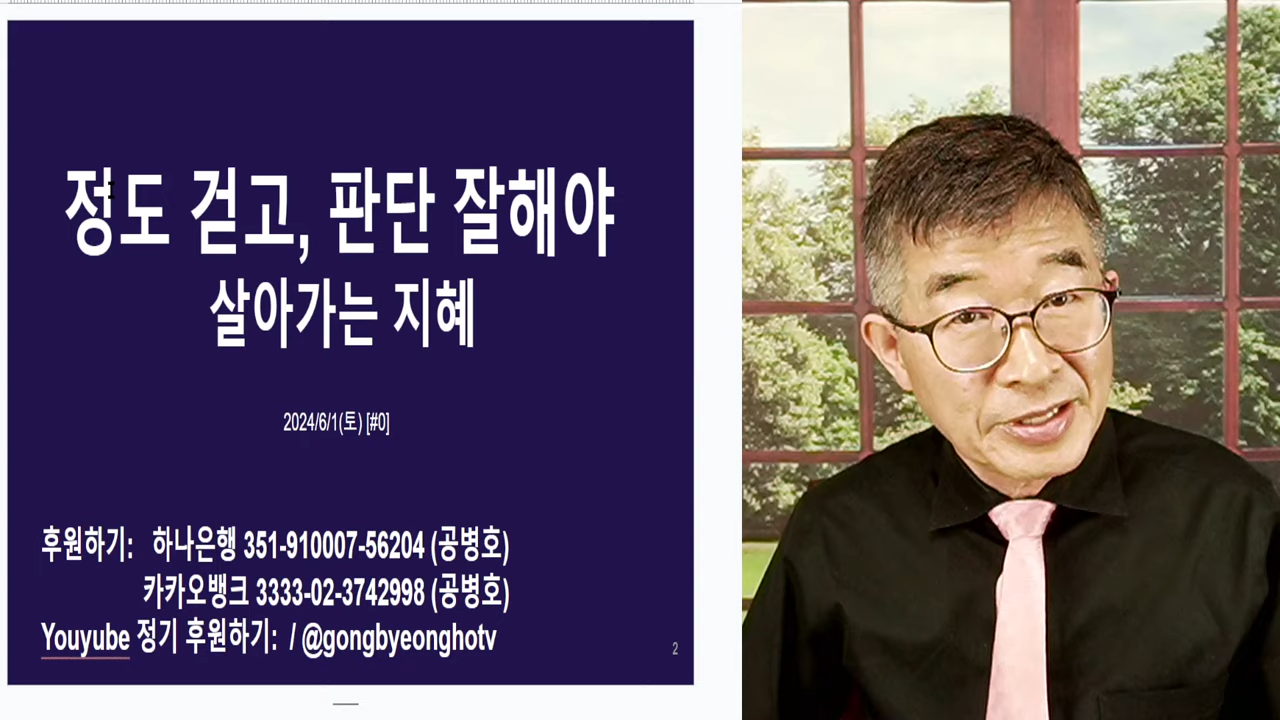 정도 걷고, 판단 잘해야
살아가는 지혜
2024/6/1(토) [#0]
후원하기: 하나은행 351-910007-56204 (공병호)
카카오뱅크 3333-02-3742998 (공병호)
Youyube 정기 후원하기: / @gongbyeonghotv
2